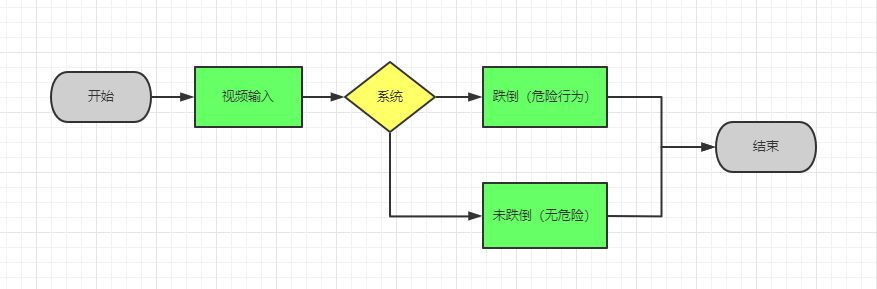 开始
视频输入
系统
跌倒（危险行为）
未跌倒（无危险）
结束